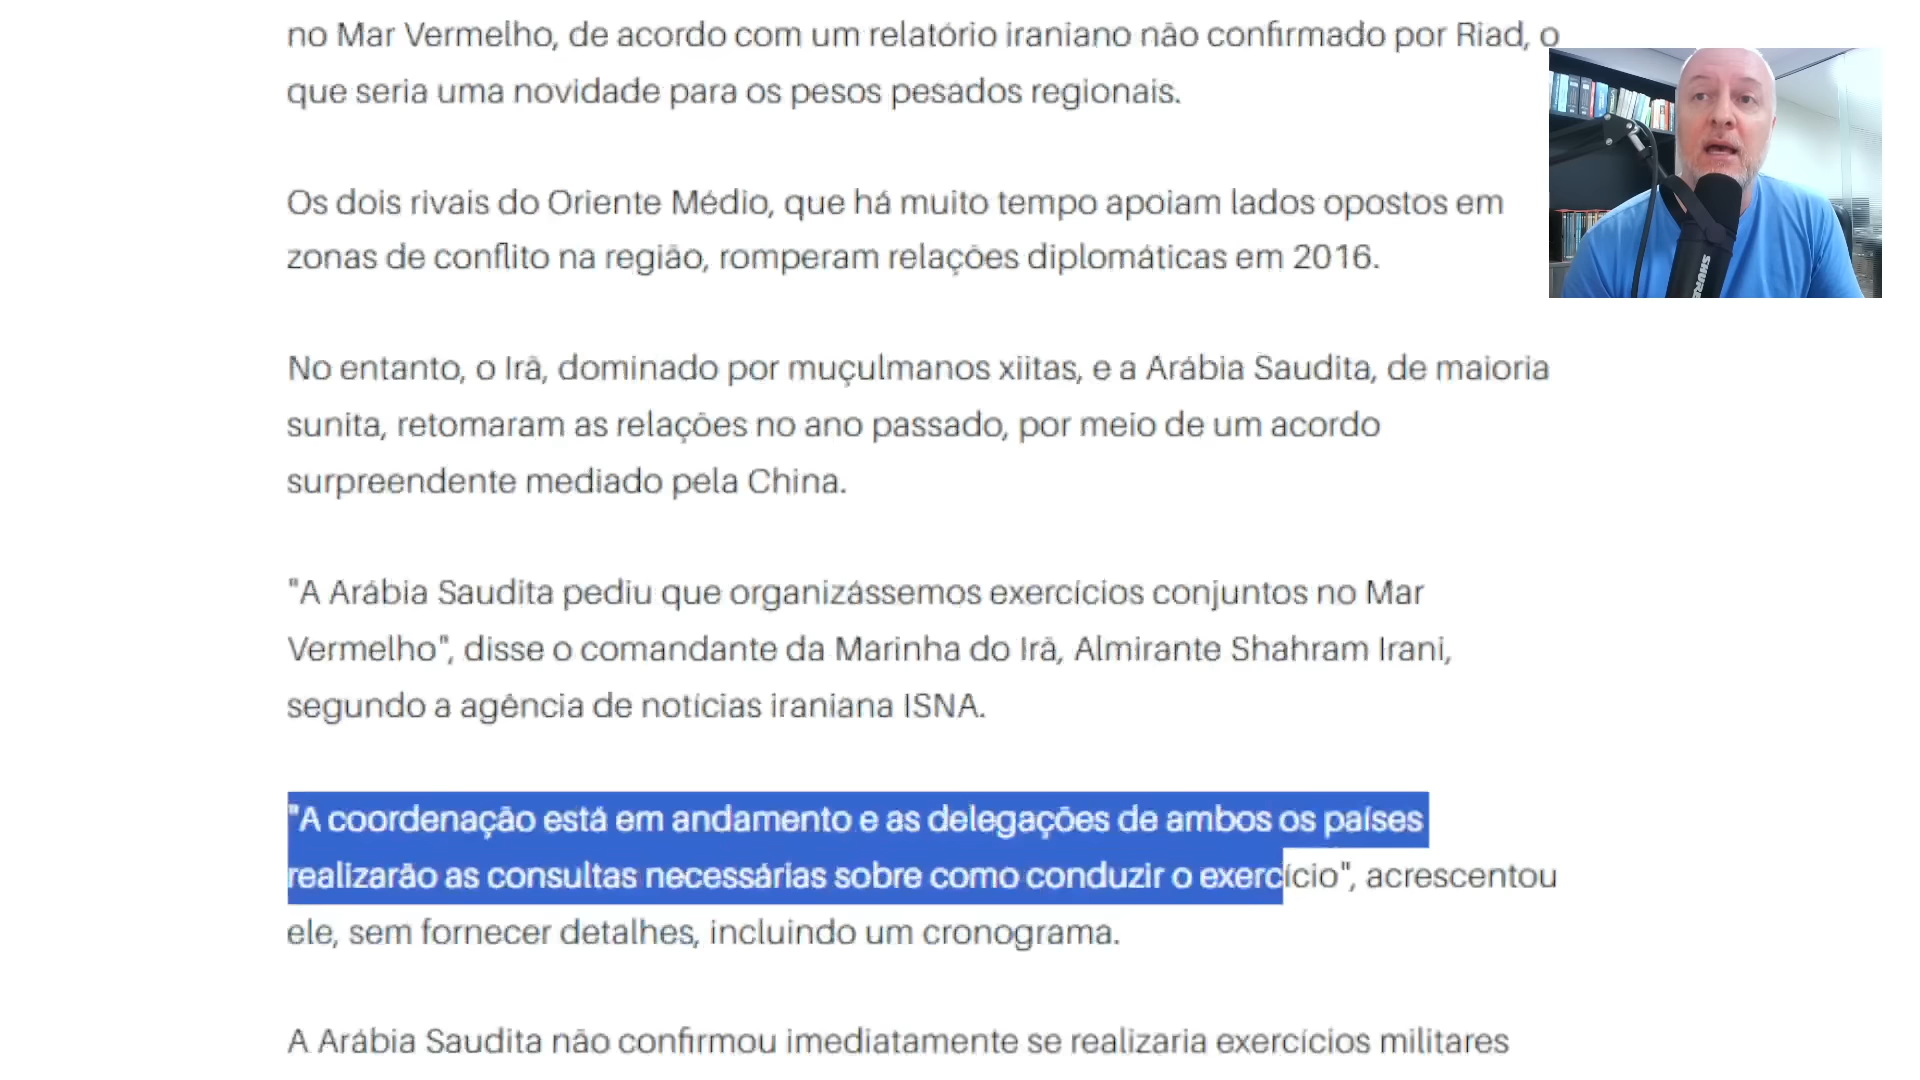 no Mar Vermelho, de acordo com um relatório iraniano não confirmado por Riad, o
que seria uma novidade para os pesos pesados regionais.
Os dois rivais do Oriente Médio, que há muito tempo apoiam lados opostos em
zonas de conflito na região, romperam relações diplomáticas em 2016.
No entanto, o Irã, dominado por muçulmanos xiitas, e a Arábia Saudita, de maioria
sunita, retomaram as relações no ano passado, por meio de um acordo
surpreendente mediado pela China.
"A Arábia Saudita pediu que organizássemos exercícios conjuntos no Mar
Vermelho", disse o comandante da Marinha do Irã, Almirante Shahram Irani,
segundo a agência de notícias iraniana ISNA.
"A coordenação está em andamento e as delegações de ambos os países
realizarão as consultas necessárias sobre como conduzir o exercício", acrescentou
ele, sem fornecer detalhes, incluindo um cronograma.
A Arábia Saudita não confirmou imediatamente se realizaria exercícios militares
SHURE